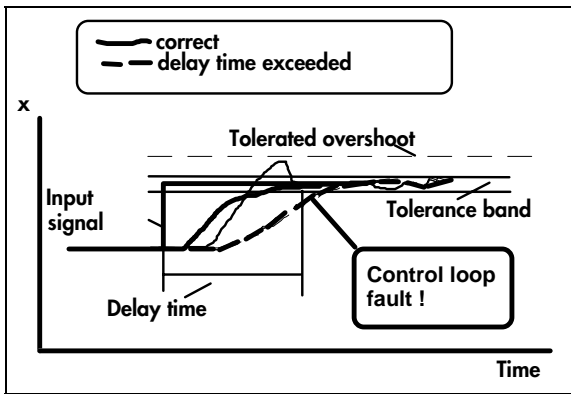 correct
delay time exceeded
x
Tolerated overshoot
Input
signal
Tolerance band
Control loop
fault !
Delay time
Time